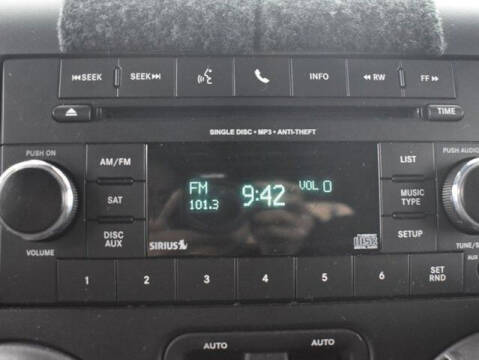 SEEK SEEK INFO RW FF
TIME
SINGLE DISC • MP3 • ANTI-THEFT
PUSH ON
VOLUME
AM/FM
SAT
DISC
AUX
FM
101.3
9:42
VOL 0
SIRIUS
LIST
MUSIC
TYPE
SETUP
PUSH AUDIO
1 2 3 4 5 6
SET
RND
AUX
AUTO AUTO